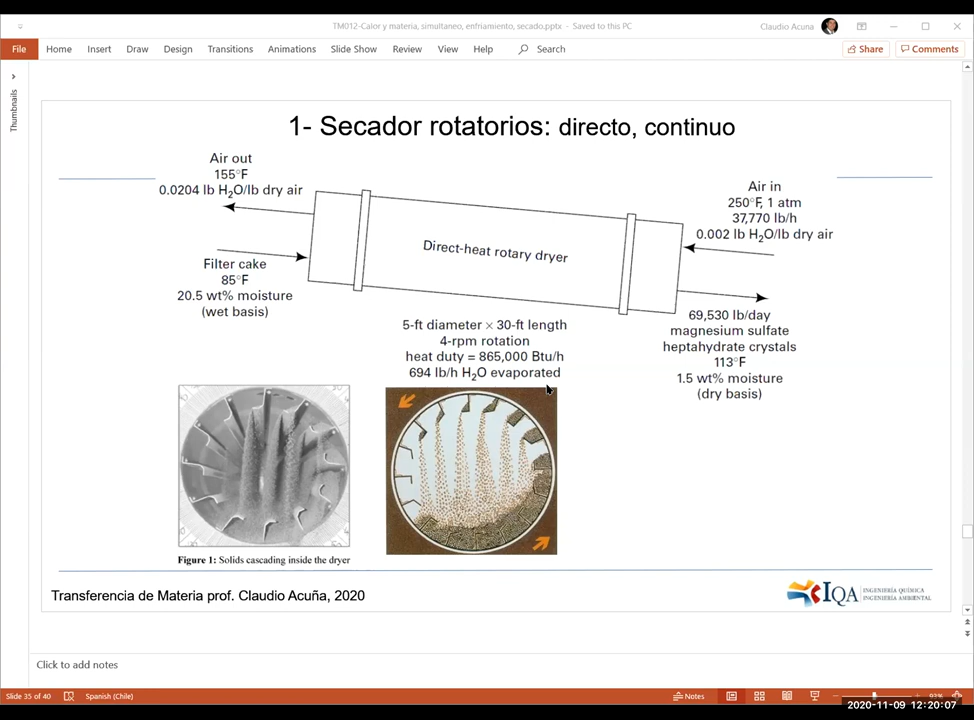 TM012-Calor y materia, simultaneo, enfriamiento, secado.pptx - Saved to this PC
Claudio Acuna
File Home Insert Draw Design Transitions Animations Slide Show Review View Help Search Share Comments
Thumbnails
1- Secador rotatorios: directo, continuo
Air out
155°F
0.0204 lb H2O/lb dry air
Air in
250°F, 1 atm
37,770 lb/h
0.002 lb H2O/lb dry air
Direct-heat rotary dryer
Filter cake
85°F
20.5 wt% moisture
(wet basis)
5-ft diameter × 30-ft length
4-rpm rotation
heat duty = 865,000 Btu/h
694 lb/h H2O evaporated
69,530 lb/day
magnesium sulfate
heptahydrate crystals
113°F
1.5 wt% moisture
(dry basis)
Figure 1: Solids cascading inside the dryer
Transferencia de Materia prof. Claudio Acuña, 2020
IQA
INGENIERÍA QUÍMICA
INGENIERÍA AMBIENTAL
Click to add notes
Slide 35 of 40 Spanish (Chile) Notes
2020-11-09 12:20:07